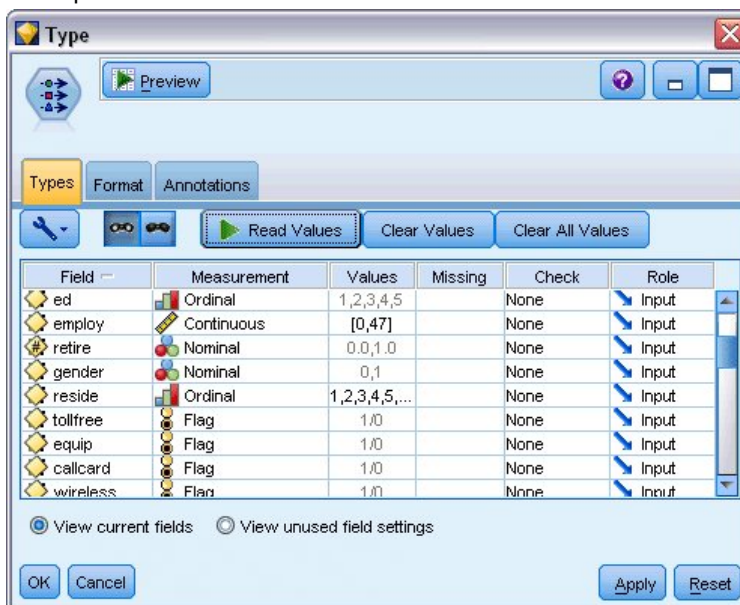 Type
Preview
Types Format Annotations
Read Values Clear Values Clear All Values
Field Measurement Values Missing Check Role
ed Ordinal 1,2,3,4,5 None Input
employ Continuous [0,47] None Input
retire Nominal 0.0,1.0 None Input
gender Nominal 0,1 None Input
reside Ordinal 1,2,3,4,5,... None Input
tollfree Flag 1/0 None Input
equip Flag 1/0 None Input
callcard Flag 1/0 None Input
wireless Flag 1/0 None Input
View current fields View unused field settings
OK Cancel Apply Reset